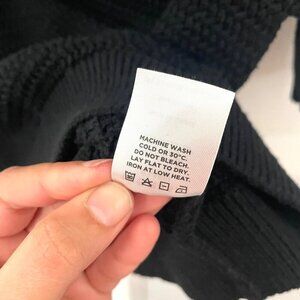 MACHINE WASH
COLD OR 30°C.
DO NOT BLEACH.
LAY FLAT TO DRY.
IRON AT LOW HEAT.